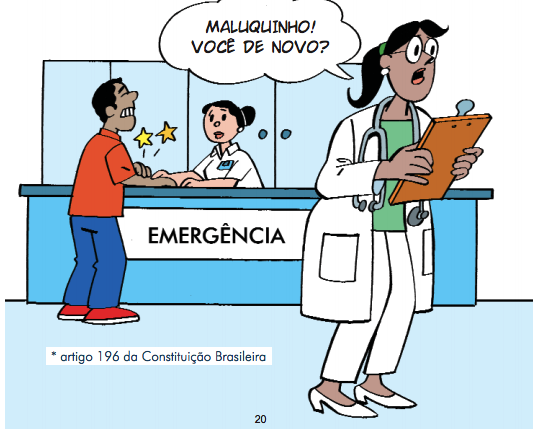 MALUQUINHO!
VOCÊ DE NOVO?
EMERGÊNCIA
* artigo 196 da Constituição Brasileira
20